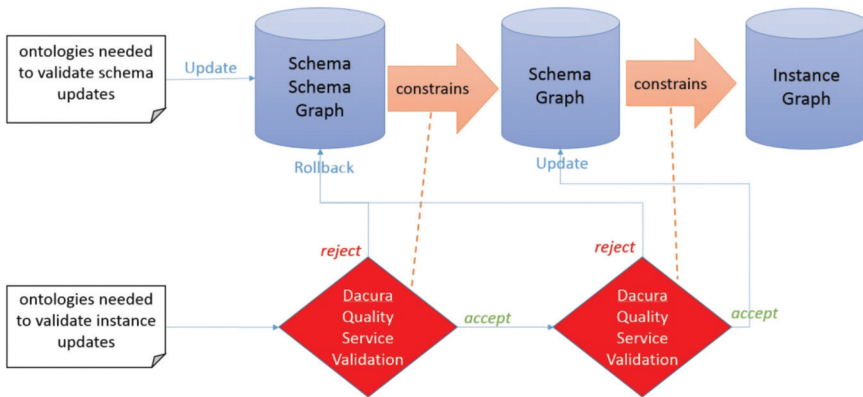 ontologies needed
to validate schema
updates
Update
Schema
Schema
Graph
constrains
Schema
Graph
constrains
Instance
Graph
Rollback
Update
reject
reject
ontologies needed
to validate instance
updates
Dacura
Quality
Service
Validation
accept
Dacura
Quality
Service
Validation
accept